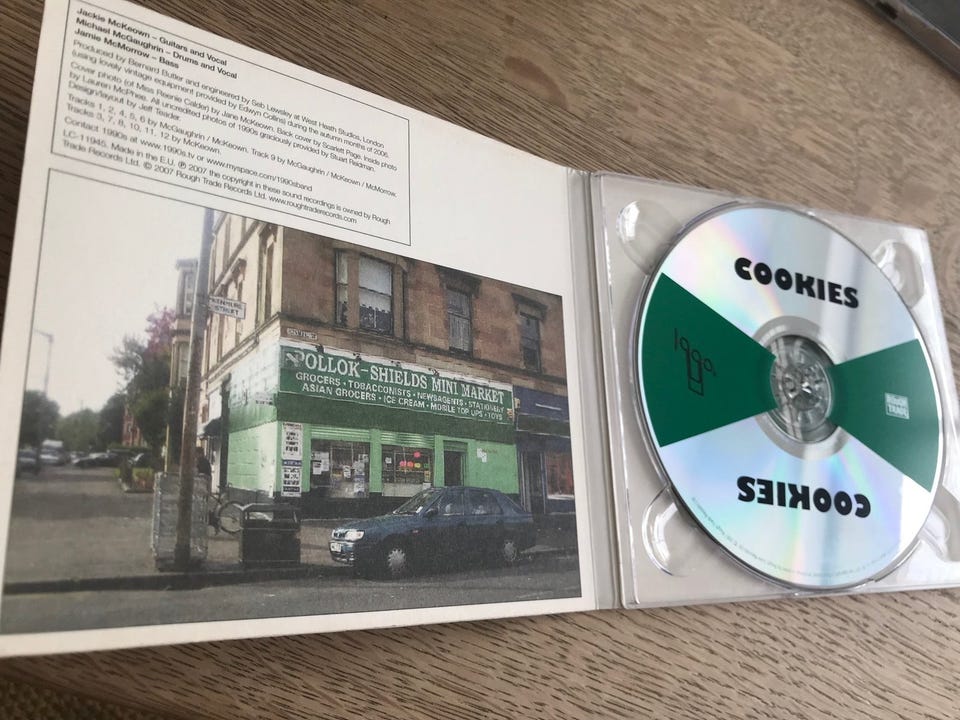 Jackie McKeown – Guitars and Vocal
Michael McGaughrin – Drums and Vocal
Jamie McMorrow – Bass
Produced by Bernard Butler and engineered by Seb Lewsley at West Heath Studios, London
(using lovely vintage equipment provided by Edwyn Collins) during the autumn months of 2006.
Cover photo (of Miss Reenie Calder) by Jane McKeown. Back cover by Scarlett Page. Inside photo
by Lauren McPhee. All uncredited photos of 1990s graciously provided by Stuart Reidman.
Design/layout by Jeff Teader.
Tracks 1, 2, 4, 5, 6 by McGaughrin / McKeown. Track 9 by McGaughrin / McKeown / McMorrow.
Tracks 3, 7, 8, 10, 11, 12 by McKeown.
Contact 1990s at www.1990s.tv or www.myspace.com/1990sband
LC-11945. Made in the E.U. ℗ 2007 the copyright in these sound recordings is owned by Rough
Trade Records Ltd. © 2007 Rough Trade Records Ltd. www.roughtraderecords.com
STREET
POLLOK-SHIELDS MINI MARKET
GROCERS • TOBACCONISTS • NEWSAGENTS • STATIONERY
ASIAN GROCERS • ICE CREAM • MOBILE TOP UPS • TOYS
COOKIES
1990s
ROUGH
TRADE
COOKIES